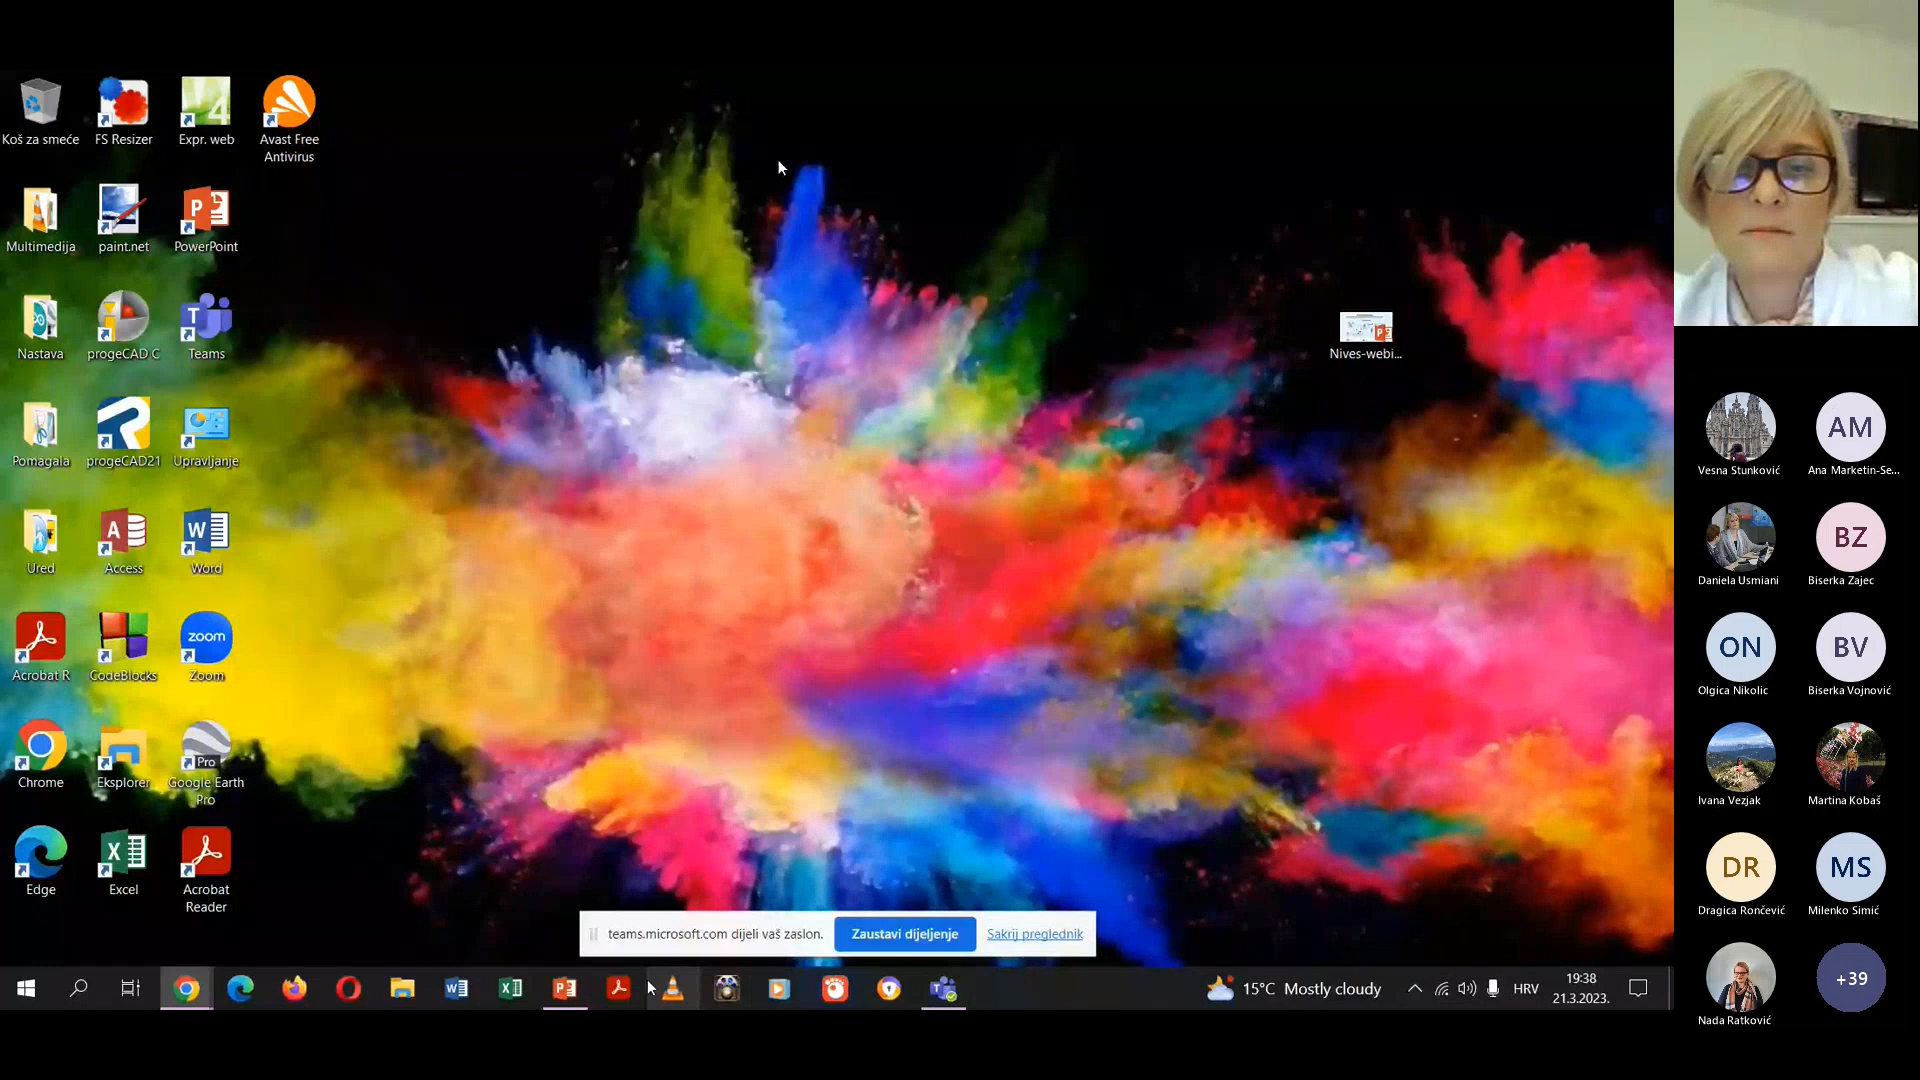 Koš za smeće
FS Resizer
Expr. web
Avast Free
Antivirus
Multimedija
paint.net
PowerPoint
Nastava
progeCAD C
Teams
Nives-webi...
Pomagala
progeCAD21
Upravljanje
Ured
Access
Word
zoom
Acrobat R
CodeBlocks
Zoom
Pro
Chrome
Eksplorer
Google Earth
Pro
Edge
Excel
Acrobat
Reader
teams.microsoft.com dijeli vaš zaslon.
Zaustavi dijeljenje
Sakrij preglednik
15°C Mostly cloudy
HRV
19:38
21.3.2023.
Vesna Stunković
AM
Ana Marketin-Se...
Daniela Usmiani
BZ
Biserka Zajec
ON
Olgica Nikolic
BV
Biserka Vojnović
Ivana Vezjak
Martina Kobaš
DR
Dragica Rončević
MS
Milenko Simić
Nada Ratković
+39